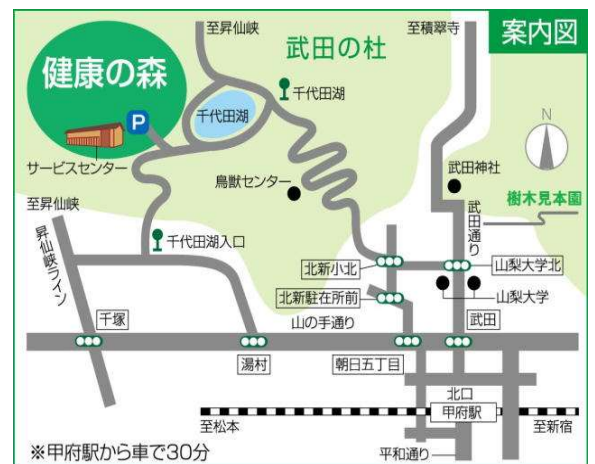 至昇仙峡
武田の杜
至積翠寺
案内図
健康の森
千代田湖
千代田湖
P
N
サービスセンター
鳥獣センター
武田神社
樹木見本園
至昇仙峡
武田通り
昇仙峡ライン
千代田湖入口
北新小北
山梨大学北
北新駐在所前
山梨大学
千塚
山の手通り
武田
湯村
朝日五丁目
北口
甲府駅
至松本
至新宿
※甲府駅から車で30分
平和通り